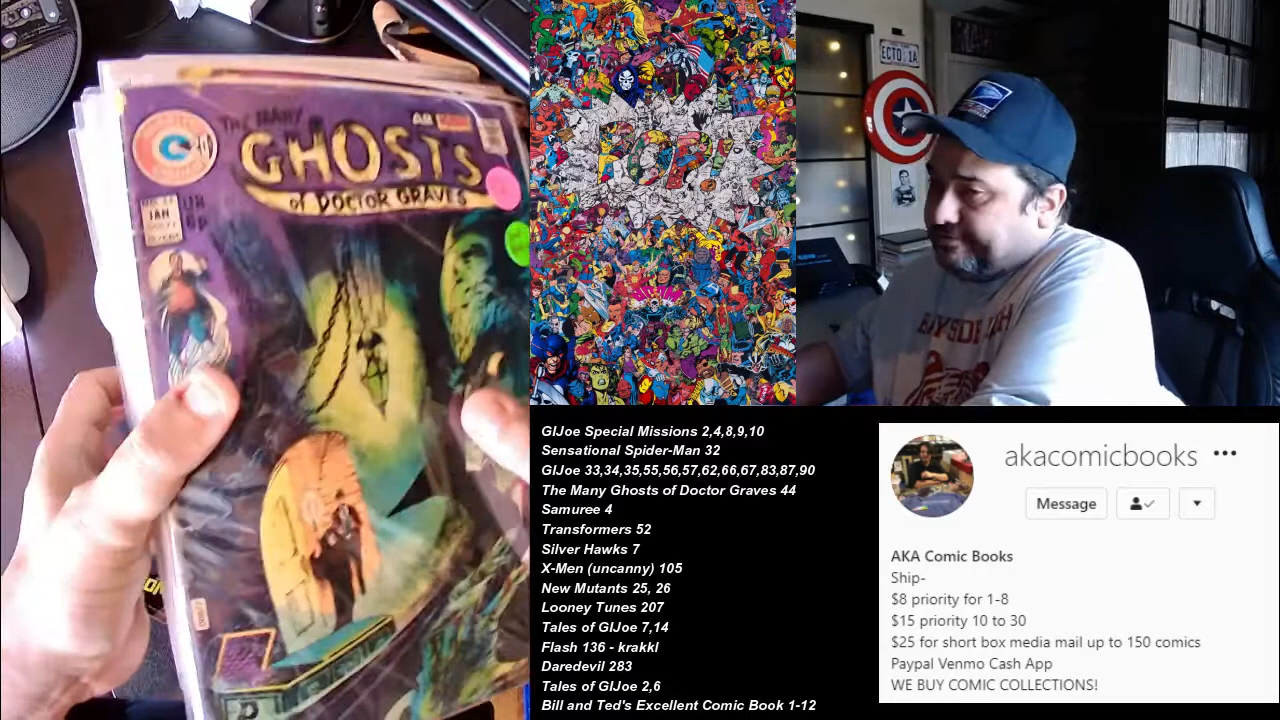 THE MANY
GHOSTS
of DOCTOR GRAVES
JAN
ECTO-1A
GIJoe Special Missions 2,4,8,9,10
Sensational Spider-Man 32
GIJoe 33,34,35,55,56,57,62,66,67,83,87,90
The Many Ghosts of Doctor Graves 44
Samuree 4
Transformers 52
Silver Hawks 7
X-Men (uncanny) 105
New Mutants 25, 26
Looney Tunes 207
Tales of GIJoe 7,14
Flash 136 - krakkl
Daredevil 283
Tales of GIJoe 2,6
Bill and Ted's Excellent Comic Book 1-12
akacomicbooks
Message
AKA Comic Books
Ship-
$8 priority for 1-8
$15 priority 10 to 30
$25 for short box media mail up to 150 comics
Paypal Venmo Cash App
WE BUY COMIC COLLECTIONS!